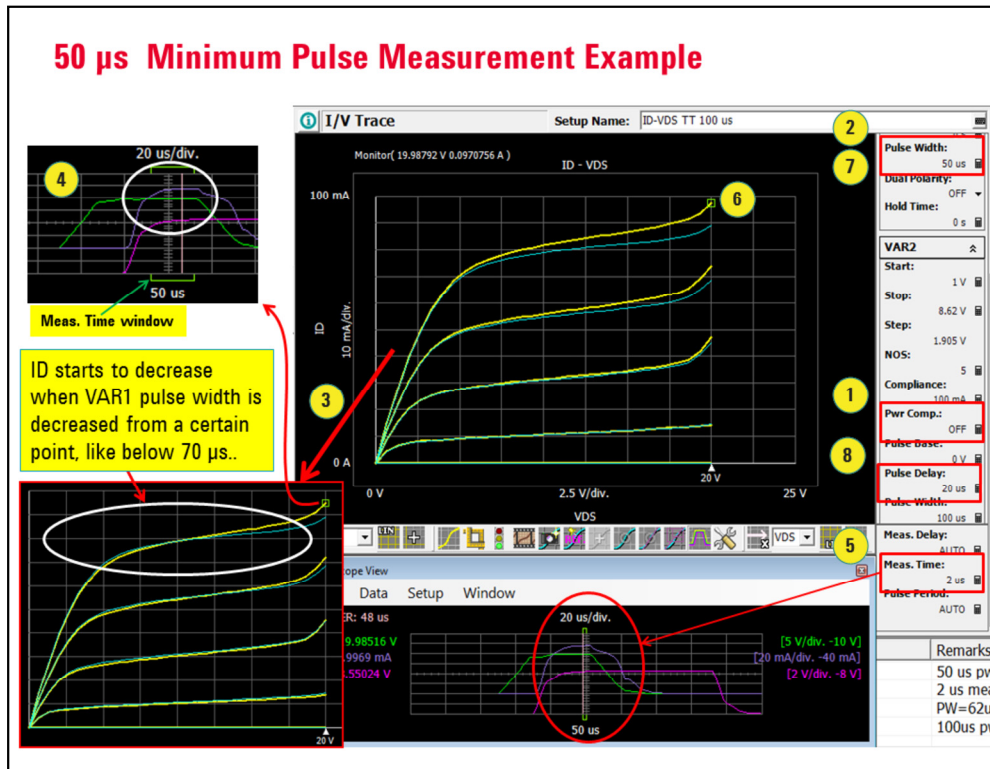 50 µs Minimum Pulse Measurement Example
I/V Trace
Setup Name:
ID-VDS TT 100 us
2
7
Pulse Width:
50 us
Dual Polarity:
OFF
Hold Time:
0 s
VAR2
Start:
1 V
Stop:
8.62 V
Step:
1.905 V
NOS:
5
Compliance:
100 mA
1
Pwr Comp.:
OFF
Pulse Base:
0 V
8
Pulse Delay:
20 us
Pulse Width:
100 us
Meas. Delay:
AUTO
5
Meas. Time:
2 us
Pulse Period:
AUTO
Remarks
50 us pw
2 us mea
PW=62u
100us pw
Monitor( 19.98792 V 0.0970756 A )
ID - VDS
100 mA
6
ID
10 mA/div.
3
0 A
0 V
2.5 V/div.
20 V
25 V
VDS
VDS
20 us/div.
4
50 us
Meas. Time window
ID starts to decrease
when VAR1 pulse width is
decreased from a certain
point, like below 70 µs..
20 V
cope View
Data Setup Window
ER: 48 us
20 us/div.
9.98516 V
.9969 mA
.55024 V
[5 V/div. -10 V]
[20 mA/div. -40 mA]
[2 V/div. -8 V]
50 us